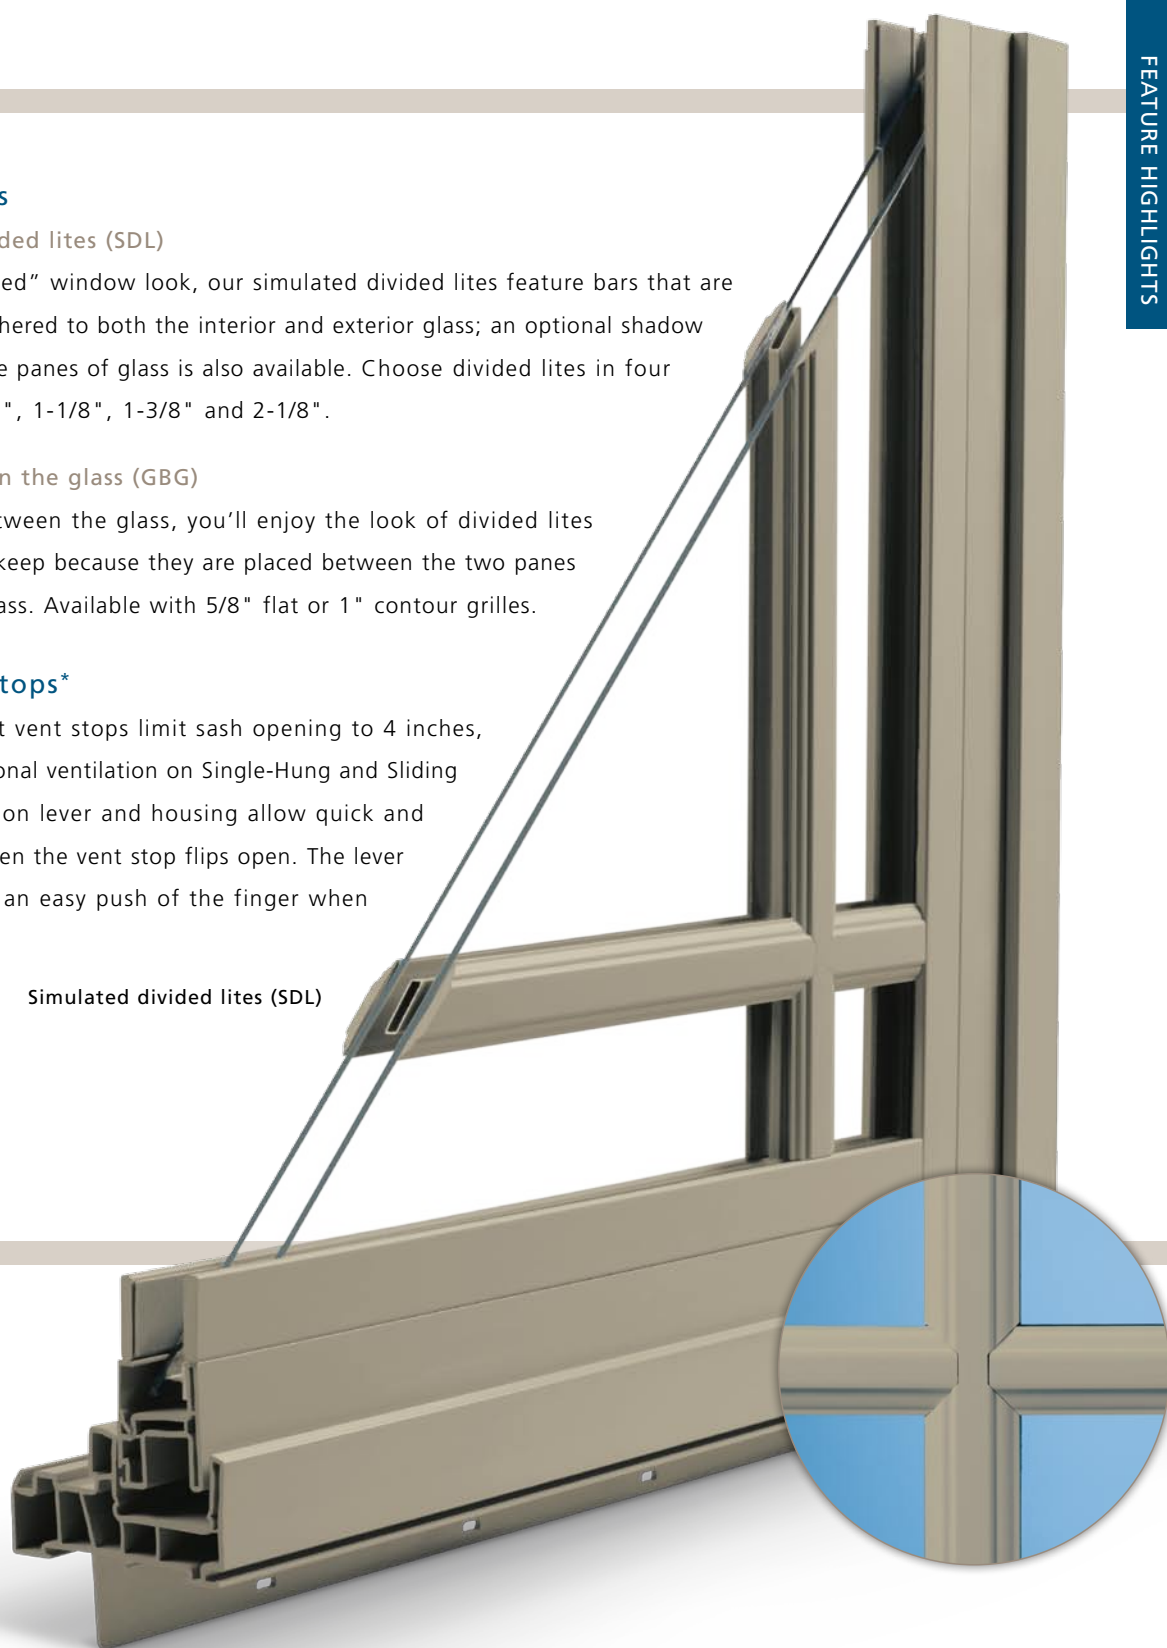 FEATURE HIGHLIGHTS
s
ded lites (SDL)
ed” window look, our simulated divided lites feature bars that are
hered to both the interior and exterior glass; an optional shadow
e panes of glass is also available. Choose divided lites in four
", 1-1/8", 1-3/8" and 2-1/8".
n the glass (GBG)
tween the glass, you’ll enjoy the look of divided lites
keep because they are placed between the two panes
ass. Available with 5/8" flat or 1" contour grilles.
tops*
t vent stops limit sash opening to 4 inches,
onal ventilation on Single-Hung and Sliding
on lever and housing allow quick and
en the vent stop flips open. The lever
an easy push of the finger when
Simulated divided lites (SDL)